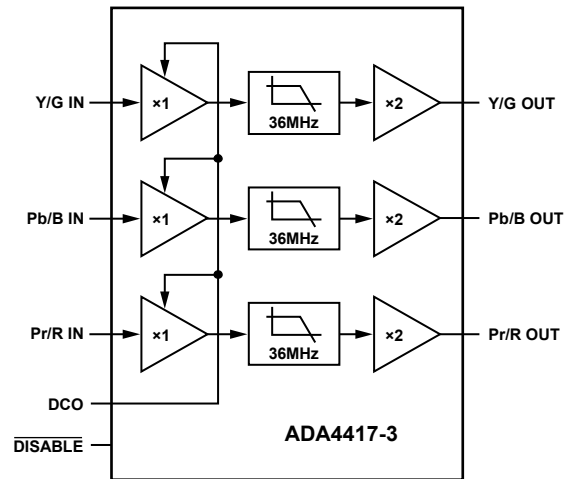 Y/G IN
×1
36MHz
×2
Y/G OUT
Pb/B IN
×1
36MHz
×2
Pb/B OUT
Pr/R IN
×1
36MHz
×2
Pr/R OUT
DCO
DISABLE
ADA4417-3